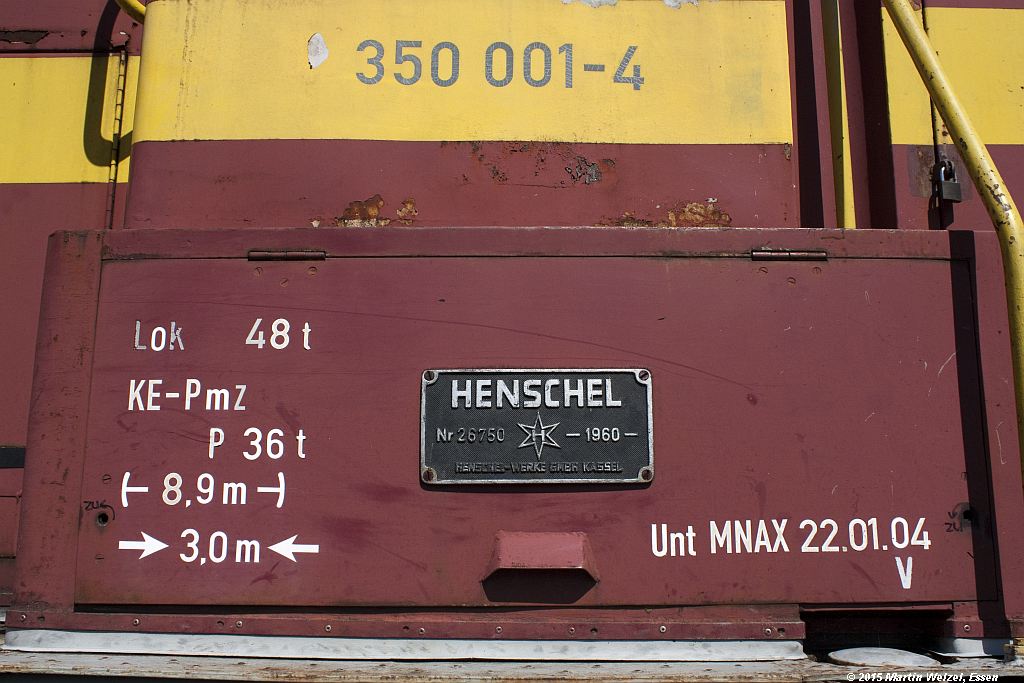 350 001-4
Lok 48 t
KE-Pmz
P 36 t
8,9 m
3,0 m
HENSCHEL
Nr 26750 H — 1960 —
HENSCHEL-WERKE GMBH KASSEL
Unt MNAX 22.01.04
V
© 2015 Martin Welzel, Essen